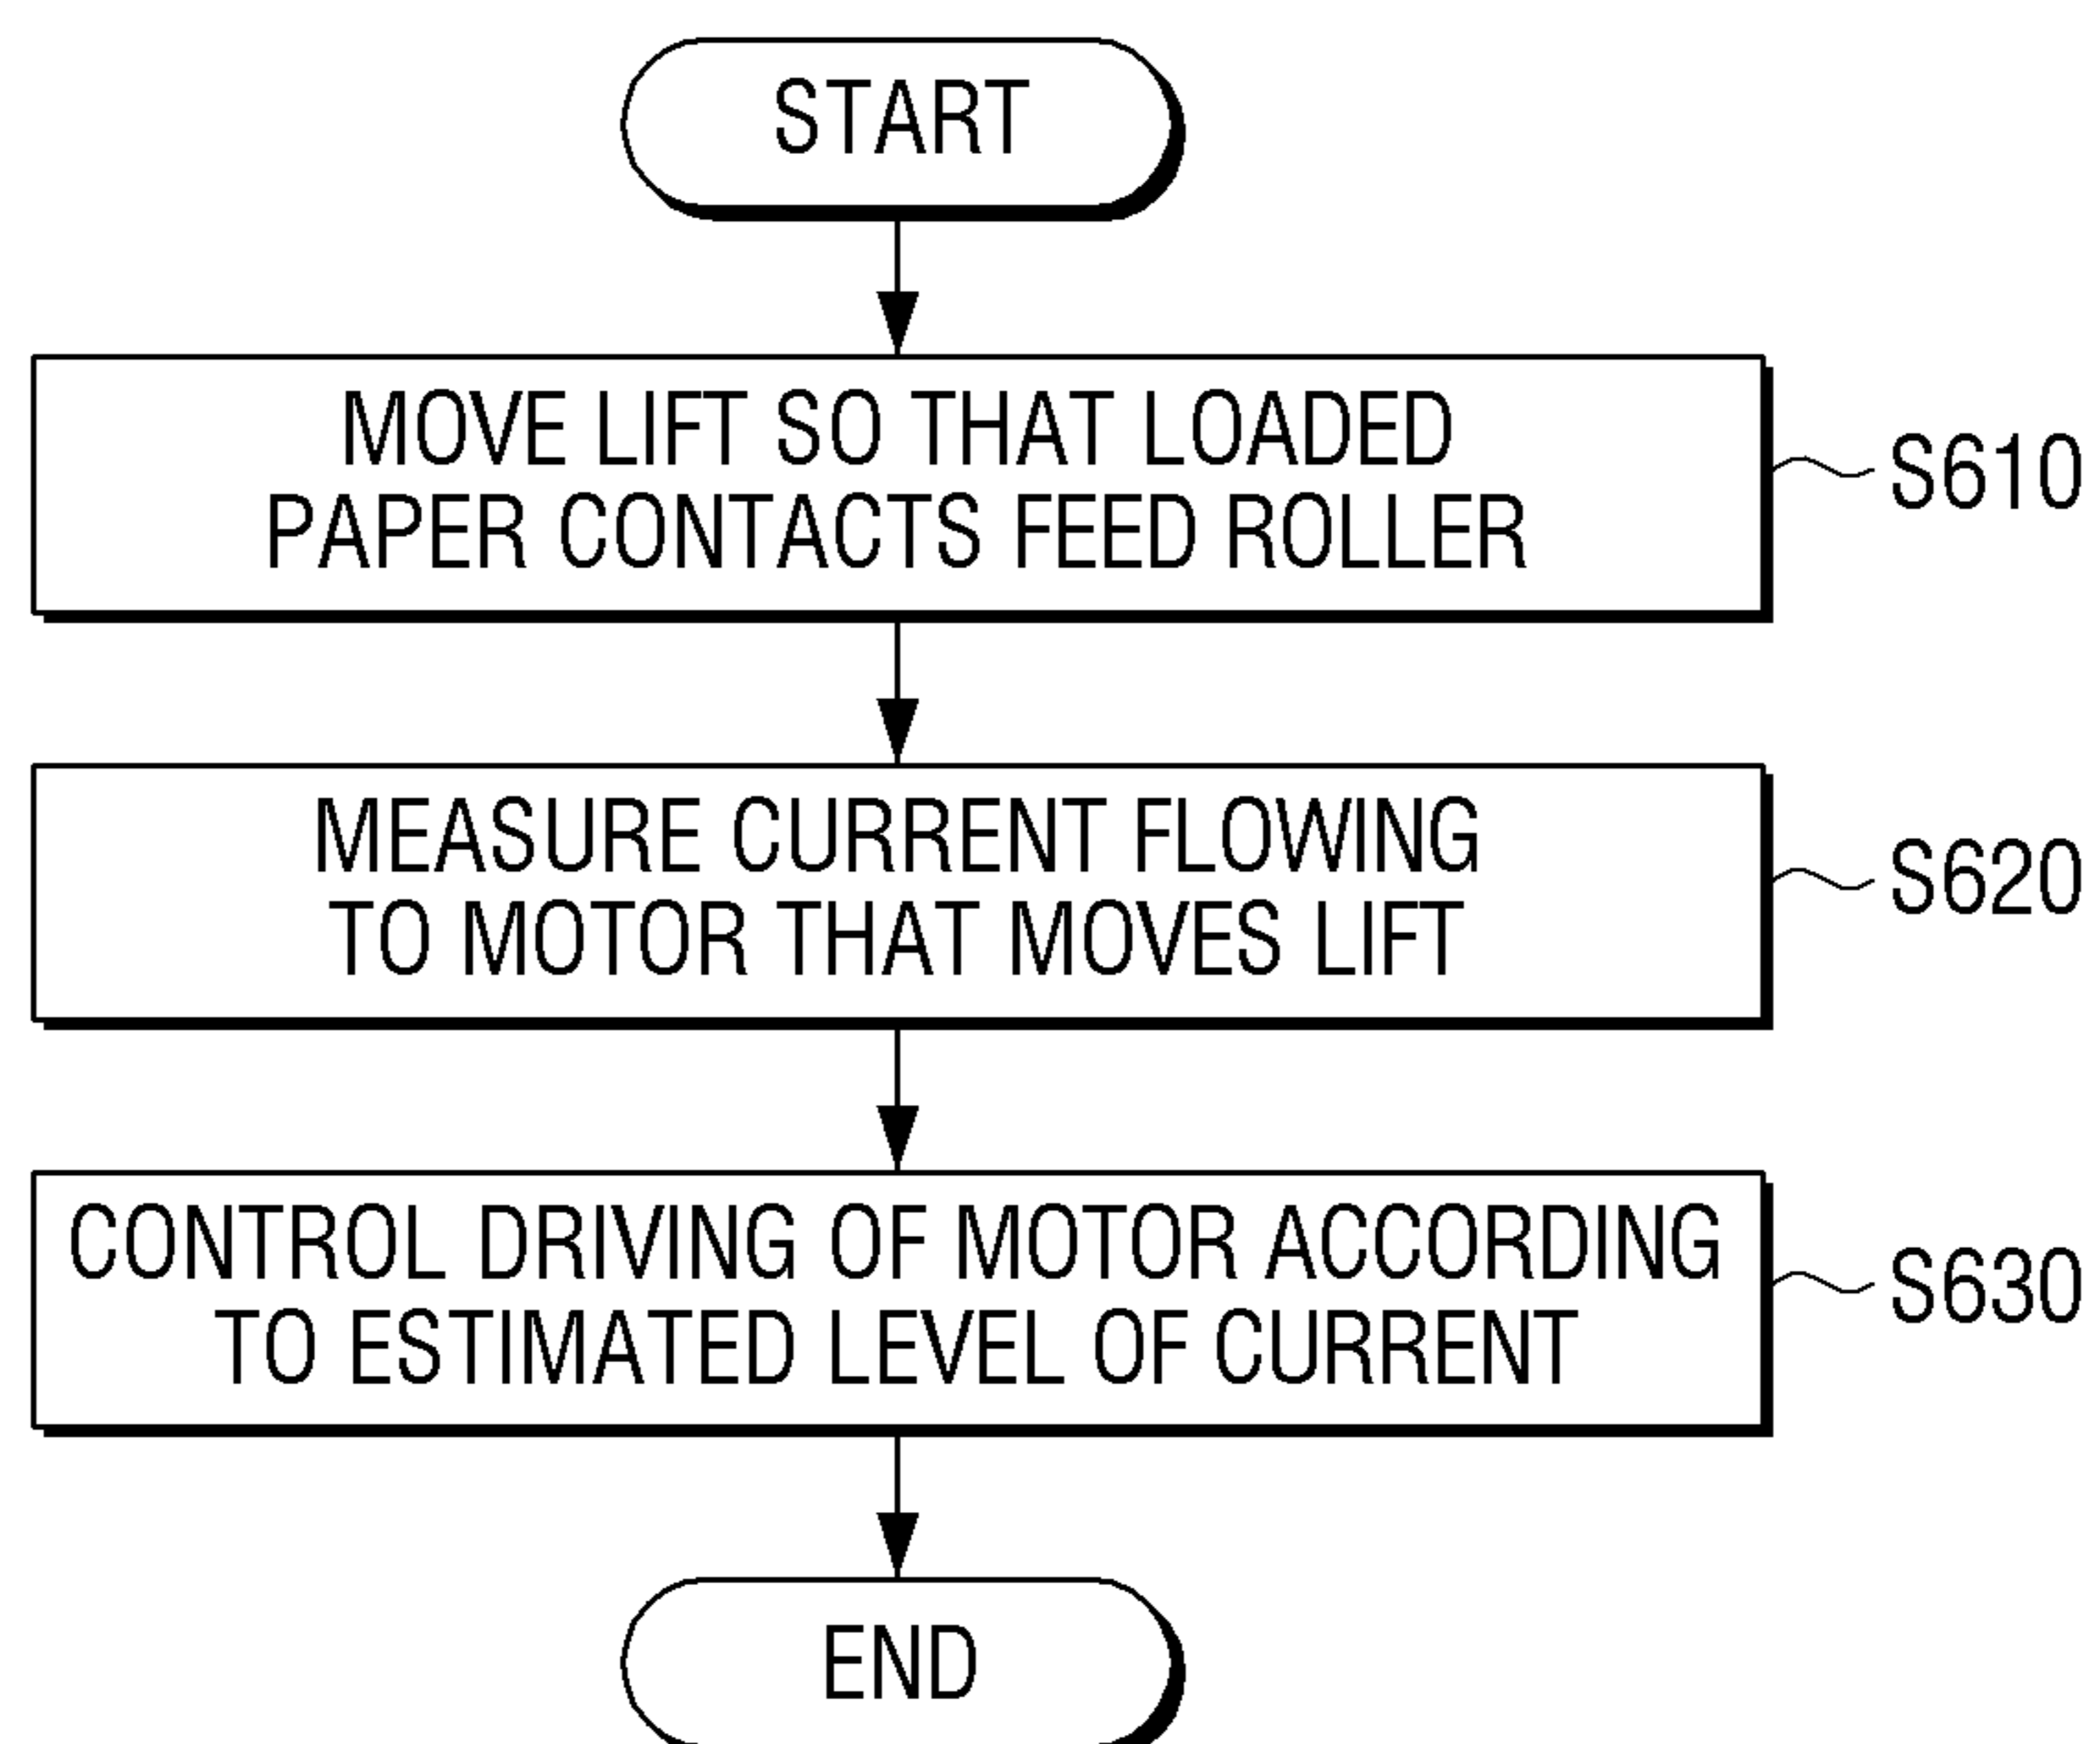 START
MOVE LIFT SO THAT LOADED
PAPER CONTACTS FEED ROLLER
S610
MEASURE CURRENT FLOWING
TO MOTOR THAT MOVES LIFT
S620
CONTROL DRIVING OF MOTOR ACCORDING
TO ESTIMATED LEVEL OF CURRENT
S630
END